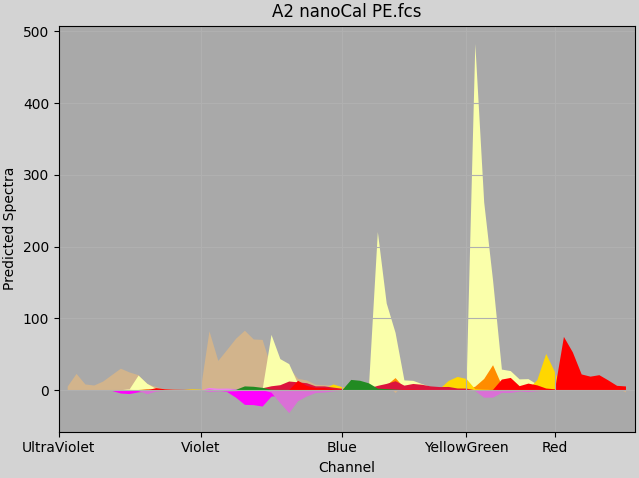 A2 nanoCal PE.fcs
500
400
300
200
100
0
Predicted Spectra
UltraViolet Violet Blue YellowGreen Red
Channel